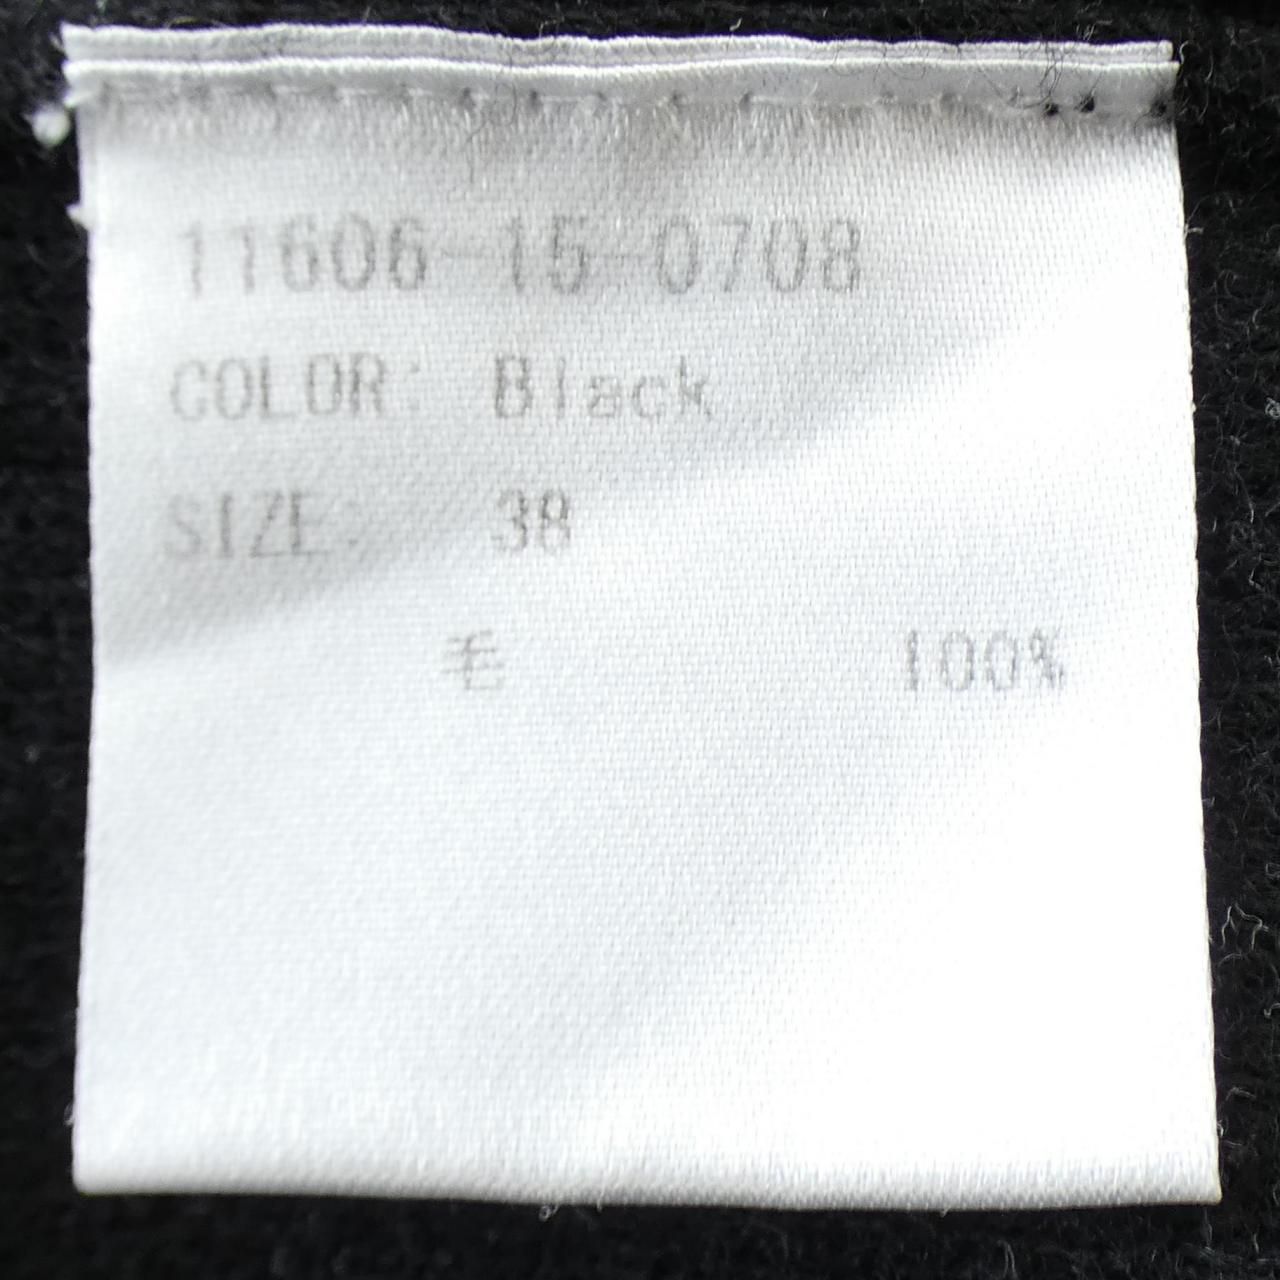 11606-15-0708
COLOR: Black
SIZE: 38
毛 100%